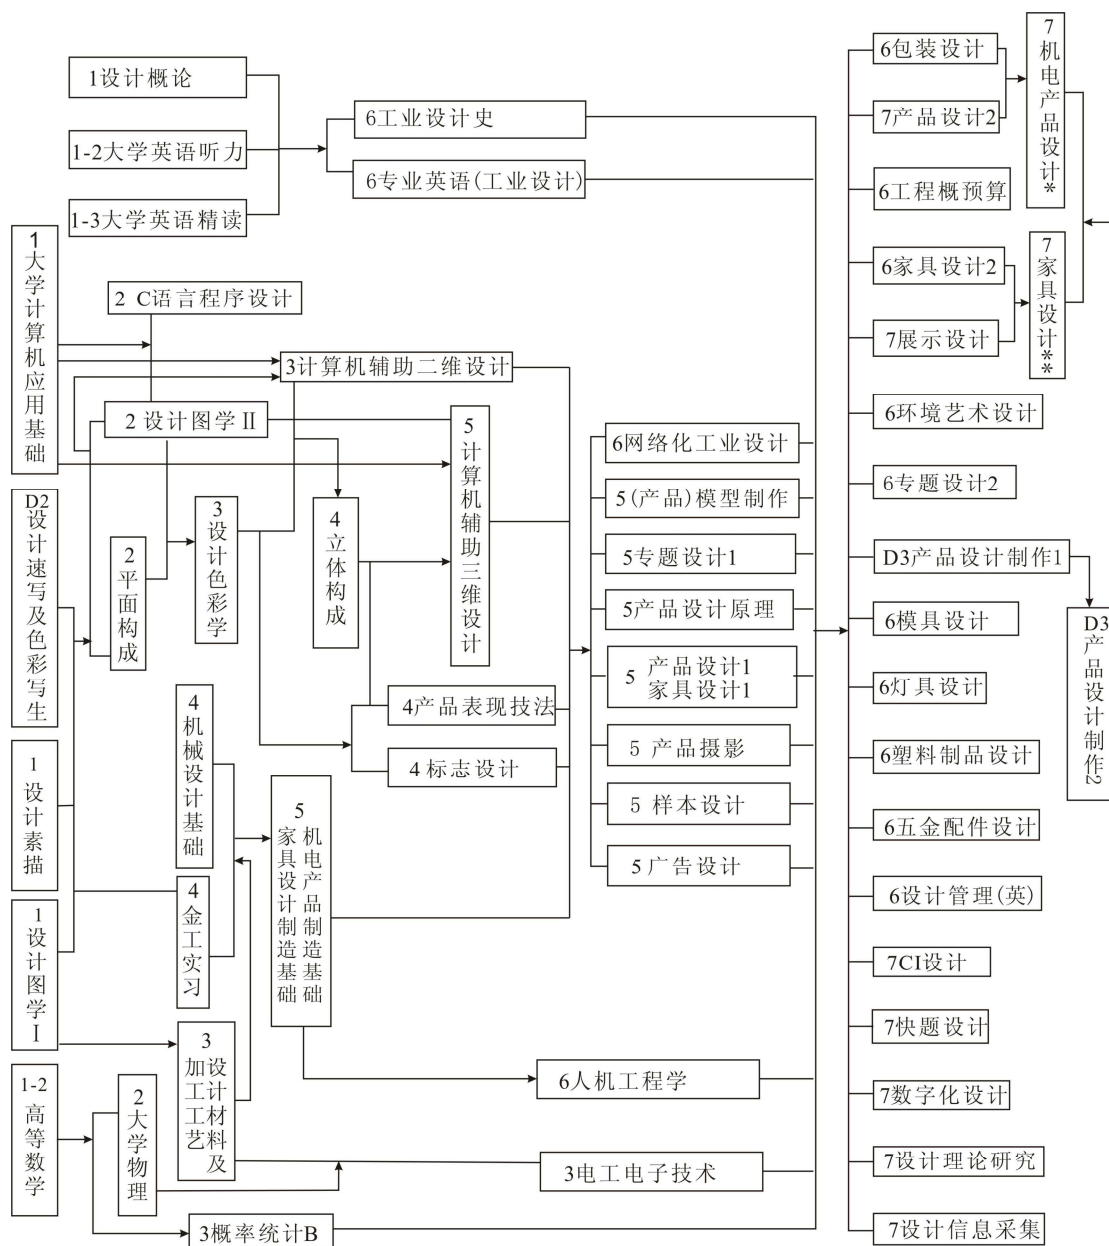 1设计概论
1-2大学英语听力
1-3大学英语精读
6工业设计史
6专业英语(工业设计)
1大学计算机应用基础
2 C语言程序设计
3计算机辅助二维设计
2 设计图学Ⅱ
D2设计速写及色彩写生
2平面构成
3设计色彩学
4立体构成
5计算机辅助三维设计
4产品表现技法
4标志设计
1设计素描
4机械设计基础
4金工实习
1设计图学Ⅰ
5
机电产品制造基础
家具设计制造基础
3
设计材料及
加工工艺
1-2高等数学
2大学物理
3概率统计B
6人机工程学
3电工电子技术
6网络化工业设计
5(产品)模型制作
5专题设计1
5产品设计原理
5 产品设计1
家具设计1
5 产品摄影
5 样本设计
5广告设计
6包装设计
7产品设计2
7机电产品设计*
6工程概预算
6家具设计2
7展示设计
7家具设计**
6环境艺术设计
6专题设计2
D3产品设计制作1
D3产品设计制作2
6模具设计
6灯具设计
6塑料制品设计
6五金配件设计
6设计管理(英)
7CI设计
7快题设计
7数字化设计
7设计理论研究
7设计信息采集